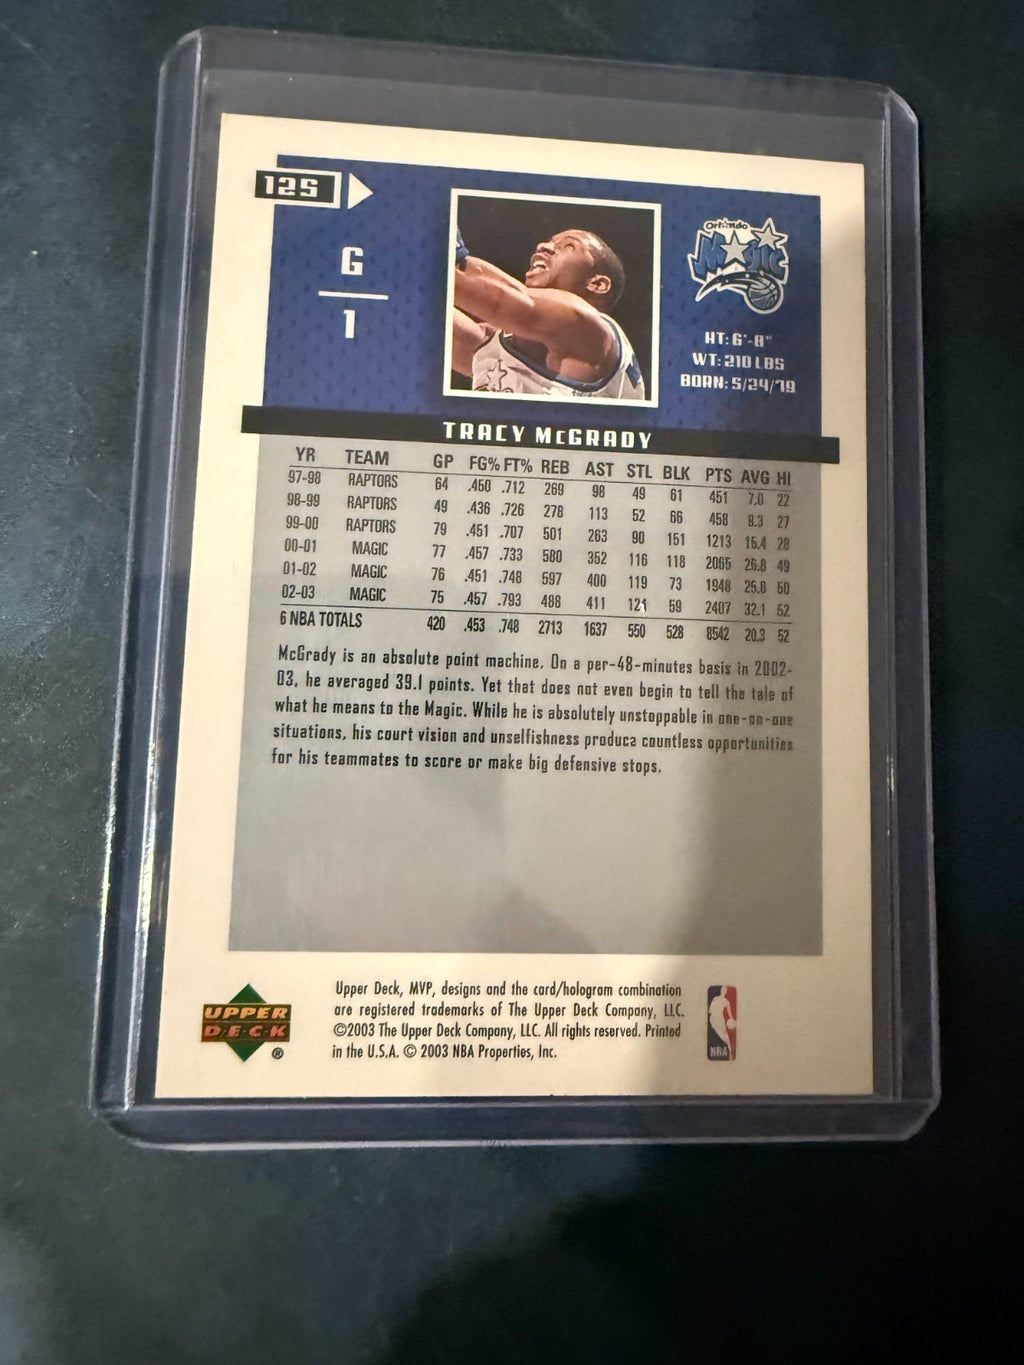 125
G
1
Orlando
Magic
HT: 6'-8"
WT: 210 LBS
BORN: 5/24/79
TRACY McGRADY
YR TEAM GP FG% FT% REB AST STL BLK PTS AVG HI
97-98 RAPTORS 64 .450 .712 269 98 49 61 451 7.0 22
98-99 RAPTORS 49 .436 .726 278 113 52 66 458 9.3 27
99-00 RAPTORS 79 .451 .707 501 263 90 151 1213 15.4 28
00-01 MAGIC 77 .457 .733 580 352 116 118 2065 26.8 49
01-02 MAGIC 76 .451 .748 597 400 119 73 1948 25.6 50
02-03 MAGIC 75 .457 .793 488 411 124 59 2407 32.1 52
6 NBA TOTALS 420 .453 .748 2713 1637 550 528 8542 20.3 52
McGrady is an absolute point machine. On a per-48-minutes basis in 2002-
03, he averaged 39.1 points. Yet that does not even begin to tell the tale of
what he means to the Magic. While he is absolutely unstoppable in one-on-one
situations, his court vision and unselfishness produce countless opportunities
for his teammates to score or make big defensive stops.
Upper Deck, MVP, designs and the card/hologram combination
are registered trademarks of The Upper Deck Company, LLC.
©2003 The Upper Deck Company, LLC. All rights reserved. Printed
in the U.S.A. © 2003 NBA Properties, Inc.
UPPER
DECK
®
NBA